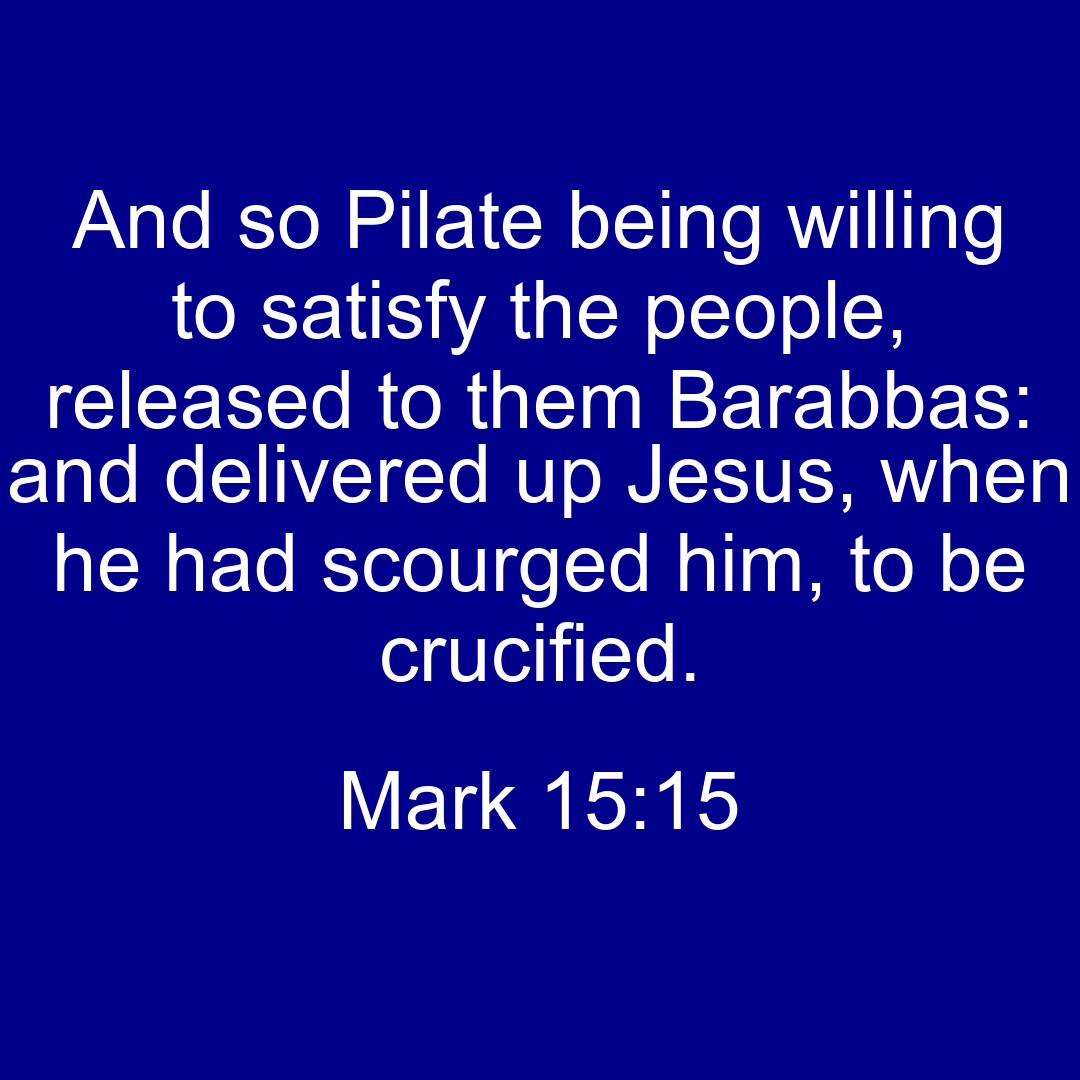 And so Pilate being willing
to satisfy the people,
released to them Barabbas:
and delivered up Jesus, when
he had scourged him, to be
crucified.
Mark 15:15